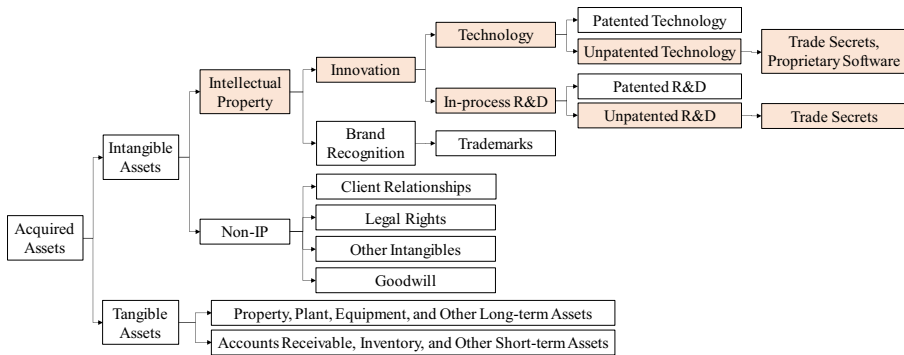 Patented Technology
Technology
Unpatented Technology
Trade Secrets,
Proprietary Software
Innovation
Intellectual
Property
In-process R&D
Patented R&D
Unpatented R&D
Trade Secrets
Brand
Recognition
Trademarks
Intangible
Assets
Client Relationships
Legal Rights
Non-IP
Other Intangibles
Goodwill
Acquired
Assets
Tangible
Assets
Property, Plant, Equipment, and Other Long-term Assets
Accounts Receivable, Inventory, and Other Short-term Assets